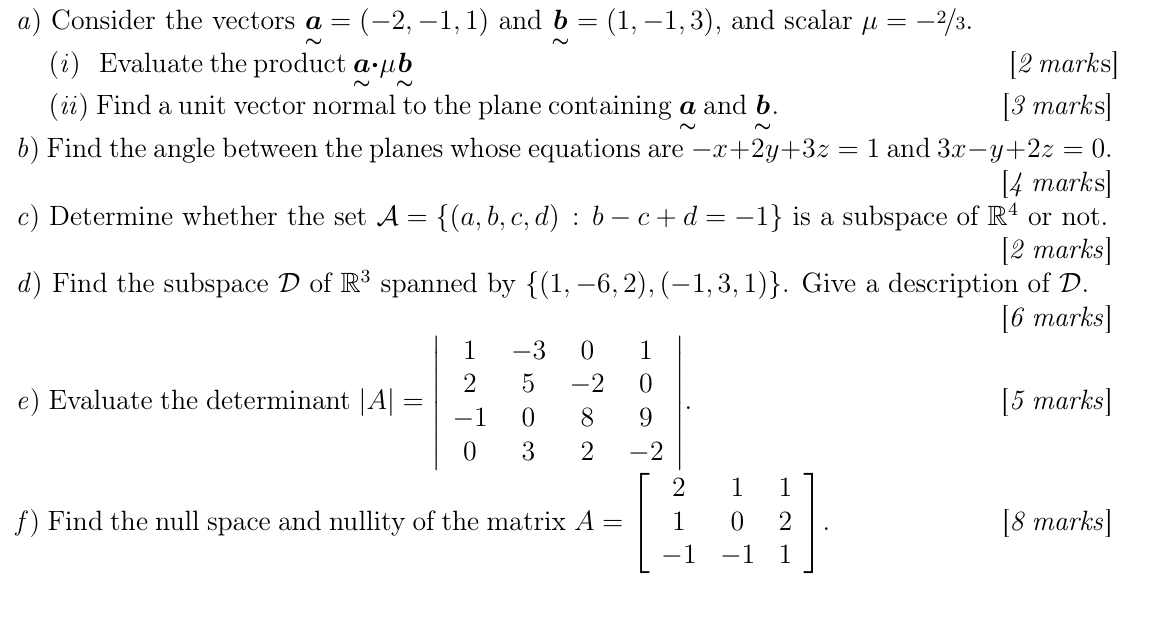 a) Consider the vectors a = (−2, −1, 1) and b = (1, −1, 3), and scalar μ = −2/3.
(i) Evaluate the product a·μb [2 marks]
(ii) Find a unit vector normal to the plane containing a and b. [3 marks]
b) Find the angle between the planes whose equations are −x+2y+3z = 1 and 3x−y+2z = 0.
[4 marks]
c) Determine whether the set 𝒜 = {(a, b, c, d) : b − c + d = −1} is a subspace of ℝ⁴ or not.
[2 marks]
d) Find the subspace 𝒟 of ℝ³ spanned by {(1, −6, 2), (−1, 3, 1)}. Give a description of 𝒟.
[6 marks]
1 −3 0 1
2 5 −2 0
e) Evaluate the determinant |A| = . [5 marks]
−1 0 8 9
0 3 2 −2
2 1 1
f) Find the null space and nullity of the matrix A = 1 0 2 . [8 marks]
−1 −1 1